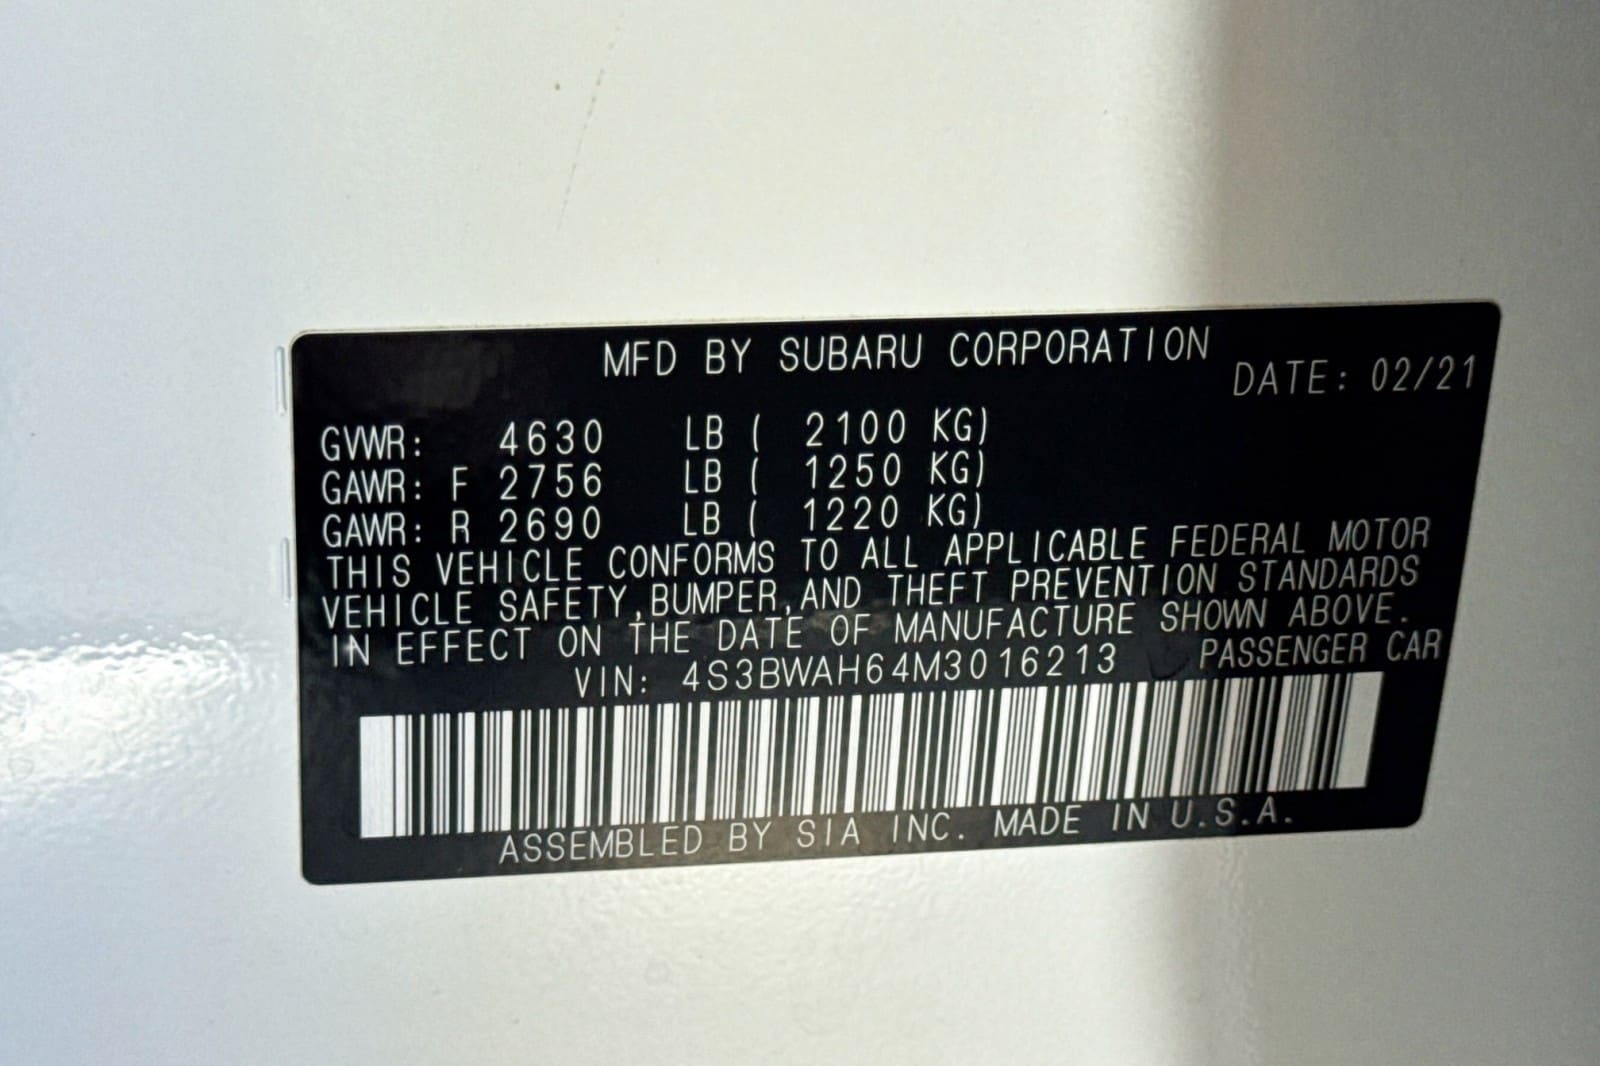 MFD BY SUBARU CORPORATION
DATE: 02/21
GVWR: 4630 LB ( 2100 KG)
GAWR: F 2756 LB ( 1250 KG)
GAWR: R 2690 LB ( 1220 KG)
THIS VEHICLE CONFORMS TO ALL APPLICABLE FEDERAL MOTOR
VEHICLE SAFETY,BUMPER,AND THEFT PREVENTION STANDARDS
IN EFFECT ON THE DATE OF MANUFACTURE SHOWN ABOVE.
VIN: 4S3BWAH64M3016213 PASSENGER CAR
ASSEMBLED BY SIA INC. MADE IN U.S.A.